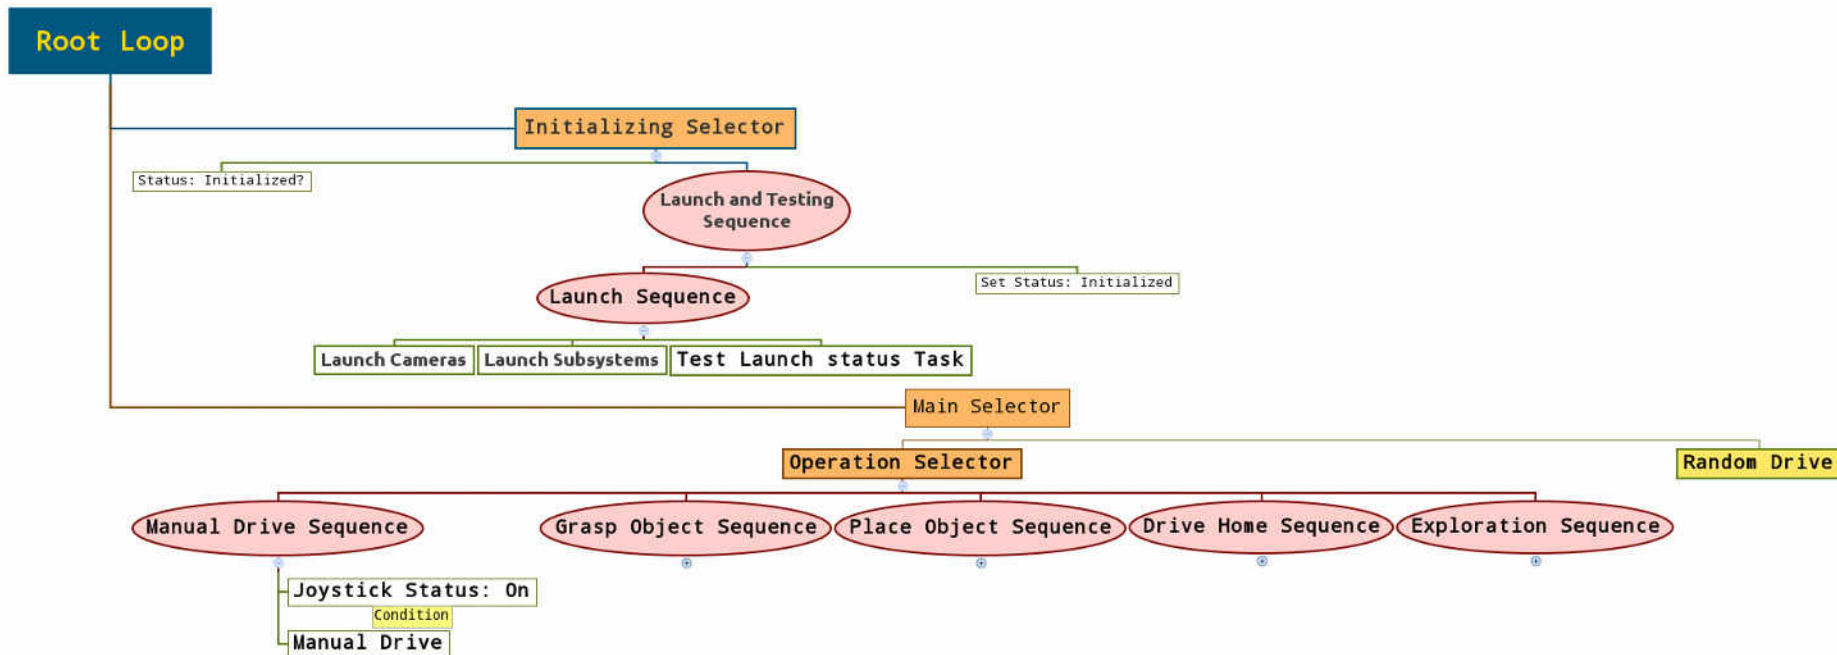 Root Loop
Initializing Selector
Status: Initialized?
Launch and Testing
Sequence
Launch Sequence
Set Status: Initialized
Launch Cameras
Launch Subsystems
Test Launch status Task
Main Selector
Operation Selector
Random Drive
Manual Drive Sequence
Grasp Object Sequence
Place Object Sequence
Drive Home Sequence
Exploration Sequence
Joystick Status: On
Condition
Manual Drive